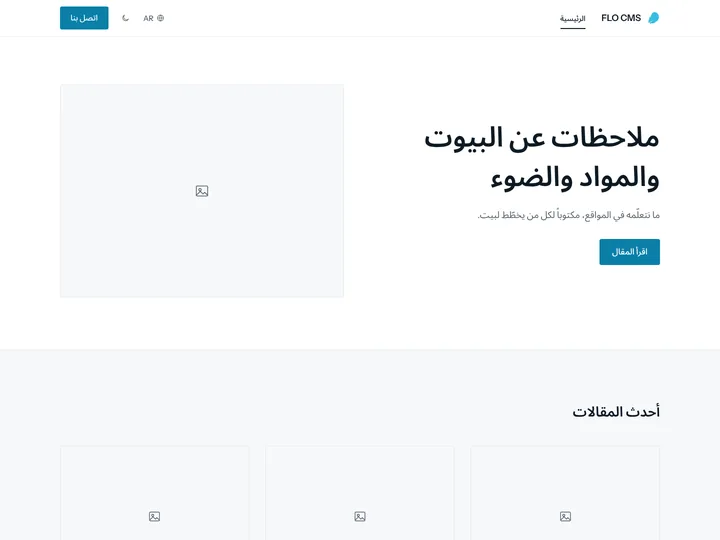 FLO CMS
الرئيسية
AR
اتصل بنا
ملاحظات عن البيوت
والمواد والضوء
ما نتعلّمه في المواقع، مكتوباً لكل من يخطّط لبيت.
اقرأ المقال
أحدث المقالات